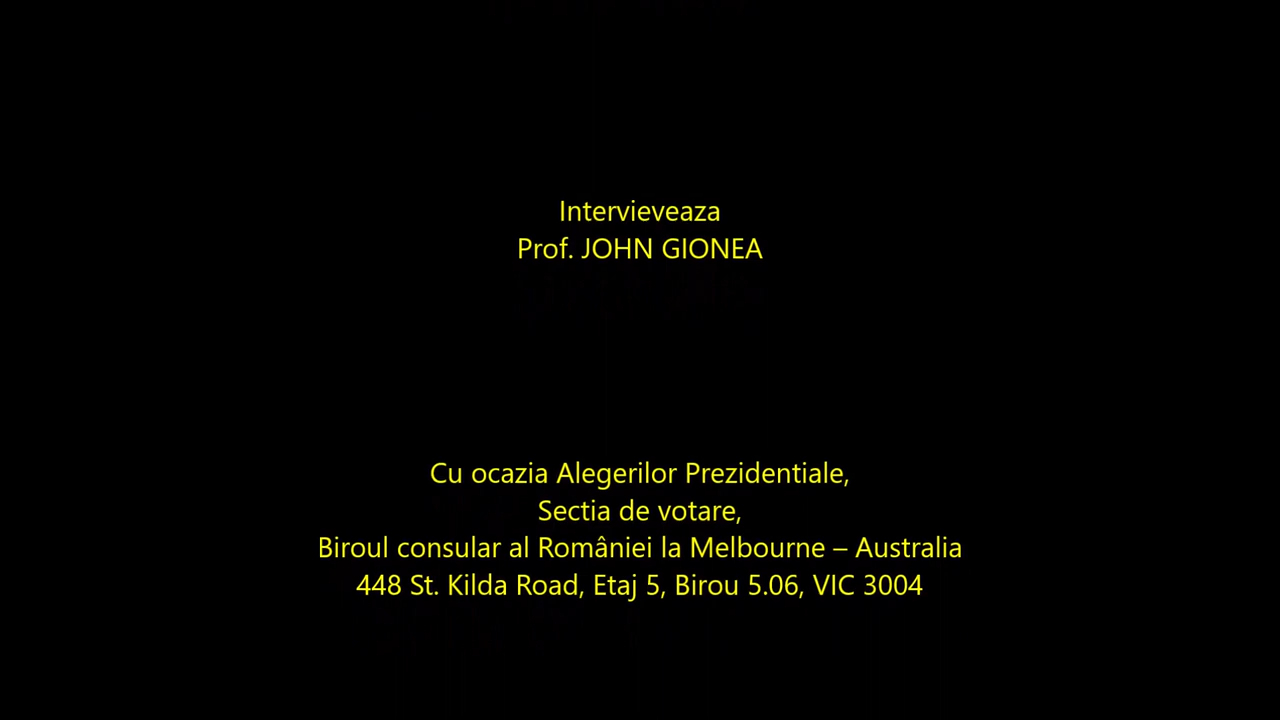 Intervieveaza
Prof. JOHN GIONEA
Cu ocazia Alegerilor Prezidentiale,
Sectia de votare,
Biroul consular al României la Melbourne – Australia
448 St. Kilda Road, Etaj 5, Birou 5.06, VIC 3004